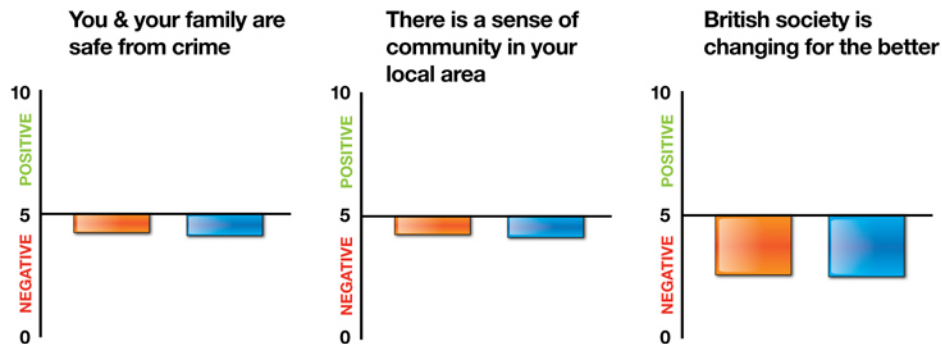 You & your family are
safe from crime
10
POSITIVE
5
NEGATIVE
0
There is a sense of
community in your
local area
10
POSITIVE
5
NEGATIVE
0
British society is
changing for the better
10
POSITIVE
5
NEGATIVE
0